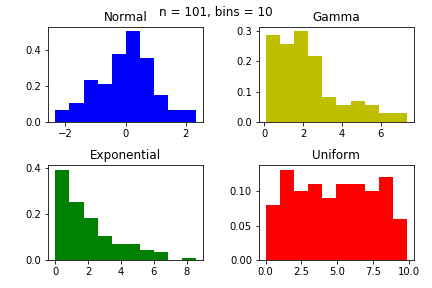 n = 101, bins = 10
Normal
0.4
0.2
0.0
−2 0 2
Gamma
0.3
0.2
0.1
0.0
0 2 4 6
Exponential
0.4
0.2
0.0
0 2 4 6 8
Uniform
0.10
0.05
0.00
0.0 2.5 5.0 7.5 10.0